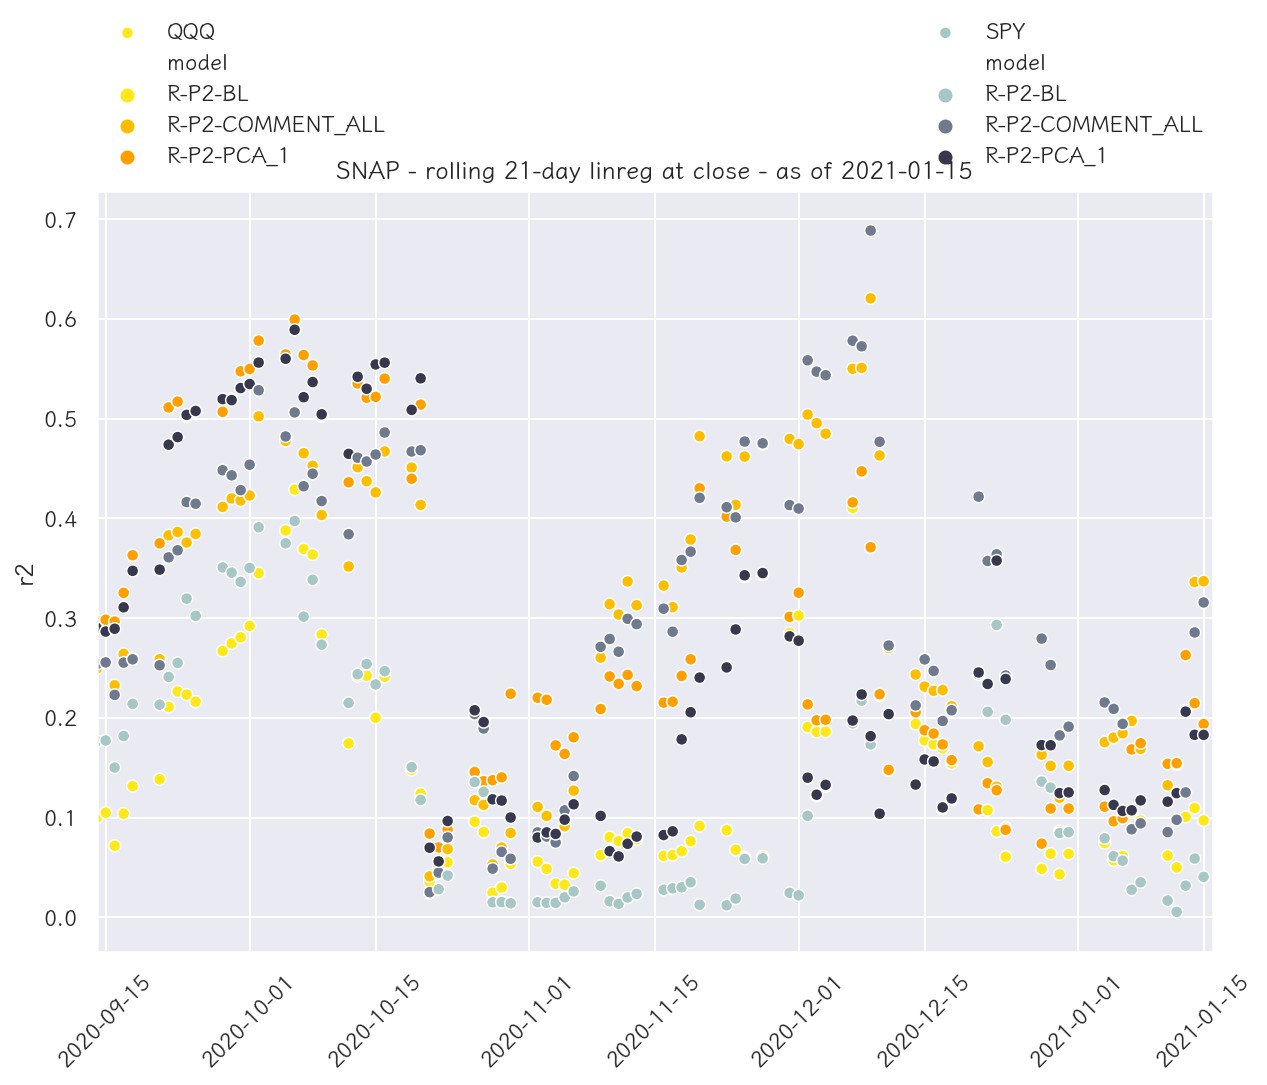 QQQ
model
R-P2-BL
R-P2-COMMENT_ALL
R-P2-PCA_1
SPY
model
R-P2-BL
R-P2-COMMENT_ALL
R-P2-PCA_1
SNAP - rolling 21-day linreg at close - as of 2021-01-15
0.7
0.6
0.5
0.4
0.3
0.2
0.1
0.0
r2
2020-09-15
2020-10-01
2020-10-15
2020-11-01
2020-11-15
2020-12-01
2020-12-15
2021-01-01
2021-01-15